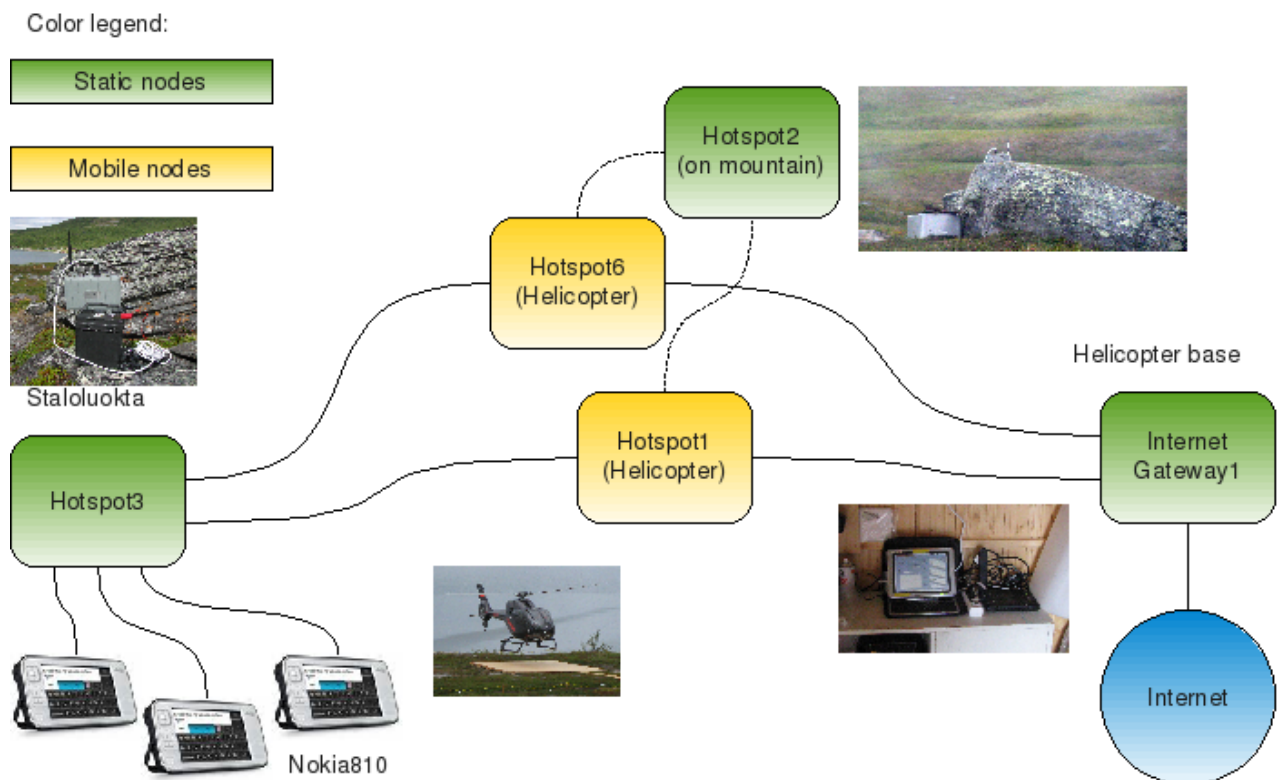 Color legend:
Static nodes
Mobile nodes
Hotspot2
(on mountain)
Hotspot6
(Helicopter)
Helicopter base
Staloluokta
Hotspot1
(Helicopter)
Internet
Gateway1
Hotspot3
Internet
Nokia810